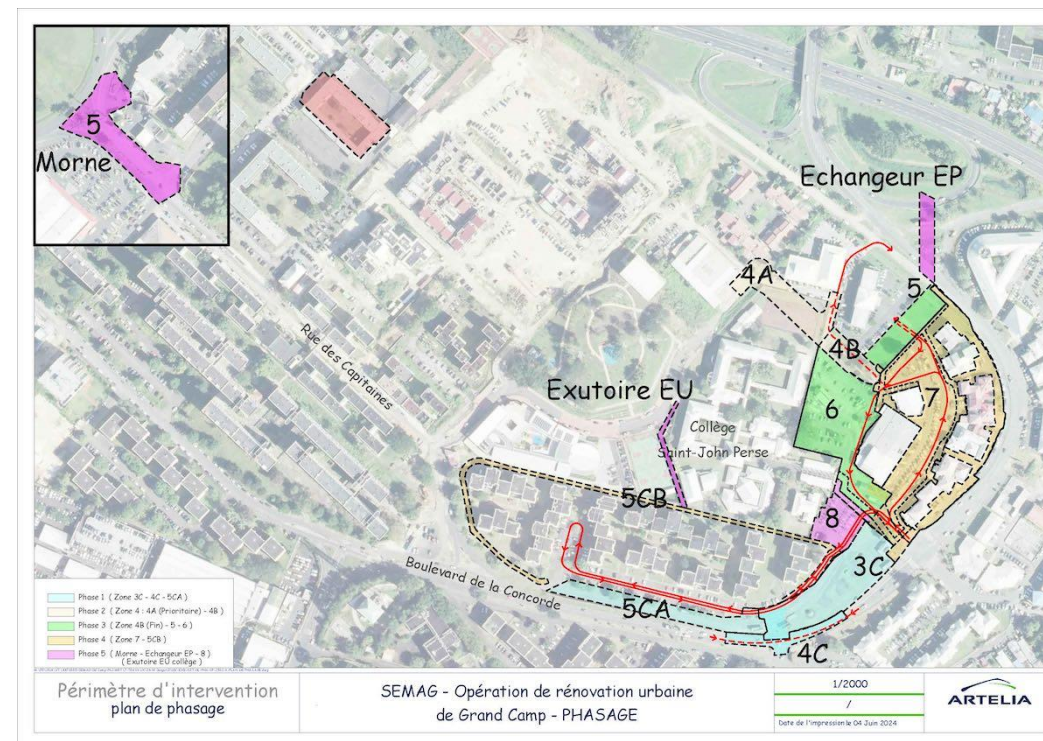 5
Morne
Echangeur EP
4A
5
4B
7
6
Rue des Capitaines
Exutoire EU
Collège
Saint-John Perse
5CB
8
3C
Boulevard de la Concorde
5CA
4C
Phase 1 ( Zone 3C - 4C - 5CA )
Phase 2 ( Zone 4 : 4A (Prioritaire) - 4B )
Phase 3 ( Zone 4B (Fin) - 5 - 6 )
Phase 4 ( Zone 7 - 5CB )
Phase 5 ( Morne - Echangeur EP - 8 )
( Exutoire EU collège )
Périmètre d'intervention
plan de phasage
SEMAG - Opération de rénovation urbaine
de Grand Camp - PHASAGE
1/2000
/
Date de l'impression le 04 Juin 2024
ARTELIA